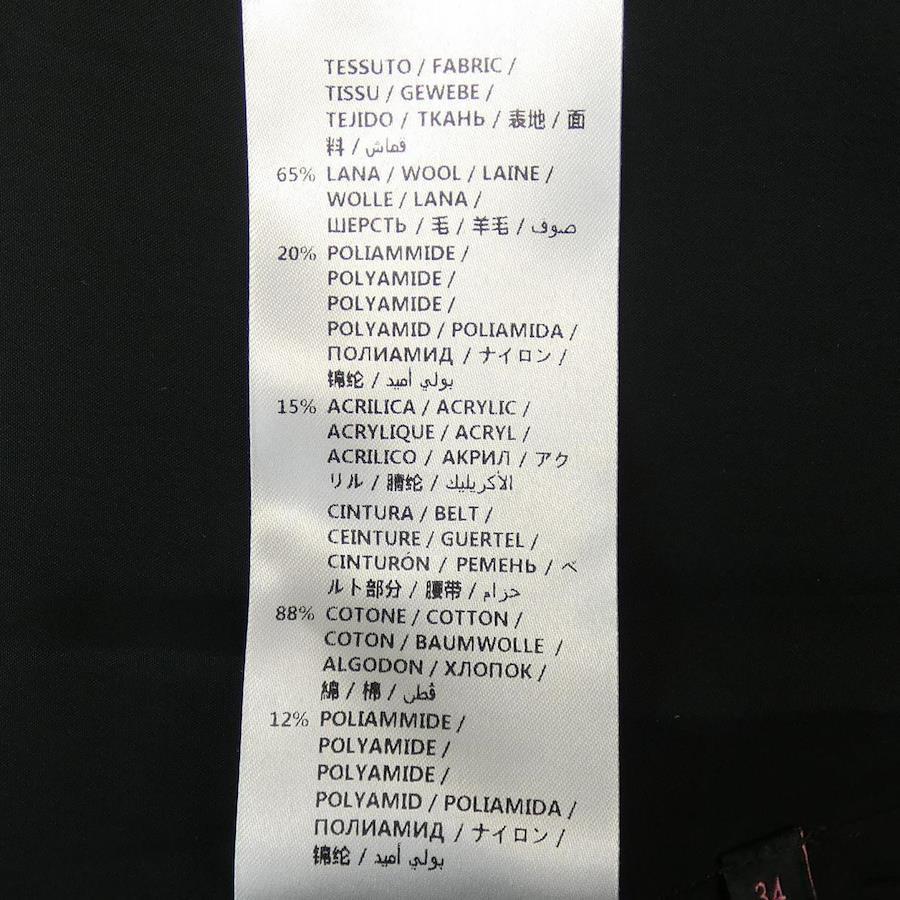 TESSUTO / FABRIC /
TISSU / GEWEBE /
TEJIDO / ТКАНЬ / 表地 / 面
料 / قماش
65% LANA / WOOL / LAINE /
WOLLE / LANA /
ШЕРСТЬ / 毛 / 羊毛 / صوف
20% POLIAMMIDE /
POLYAMIDE /
POLYAMIDE /
POLYAMID / POLIAMIDA /
ПОЛИАМИД / ナイロン /
锦纶 / بولي أميد
15% ACRILICA / ACRYLIC /
ACRYLIQUE / ACRYL /
ACRILICO / АКРИЛ / アク
リル / 腈纶 / الأكريليك
CINTURA / BELT /
CEINTURE / GUERTEL /
CINTURÓN / РЕМЕНЬ / ベ
ルト部分 / 腰带 / حزام
88% COTONE / COTTON /
COTON / BAUMWOLLE /
ALGODON / ХЛОПОК /
綿 / 棉 / قطن
12% POLIAMMIDE /
POLYAMIDE /
POLYAMIDE /
POLYAMID / POLIAMIDA /
ПОЛИАМИД / ナイロン /
锦纶 / بولي أميد
34